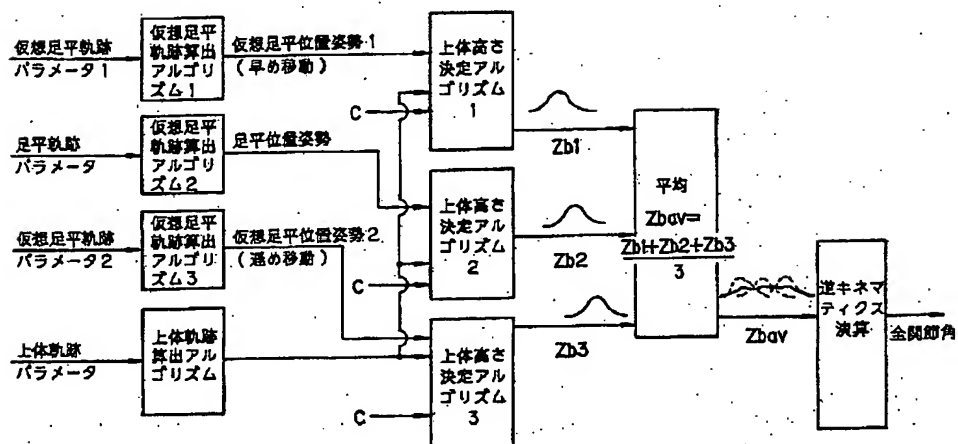 仮想足平軌跡
パラメータ1
仮想足平
軌跡算出
アルゴリ
ズム1
仮想足平位置姿勢1
(早め移動)
C
上体高さ
決定アル
ゴリズム
1
Zb1
足平軌跡
パラメータ
仮想足平
軌跡算出
アルゴリ
ズム2
足平位置姿勢
C
上体高さ
決定アル
ゴリズム
2
Zb2
仮想足平軌跡
パラメータ2
仮想足平
軌跡算出
アルゴリ
ズム3
仮想足平位置姿勢2
(遅め移動)
上体軌跡
パラメータ
上体軌跡
算出アル
ゴリズム
C
上体高さ
決定アル
ゴリズム
3
Zb3
平均
Zbav=
Zb1+Zb2+Zb3
3
Zbav
逆キネマ
ティクス
演算
全関節角